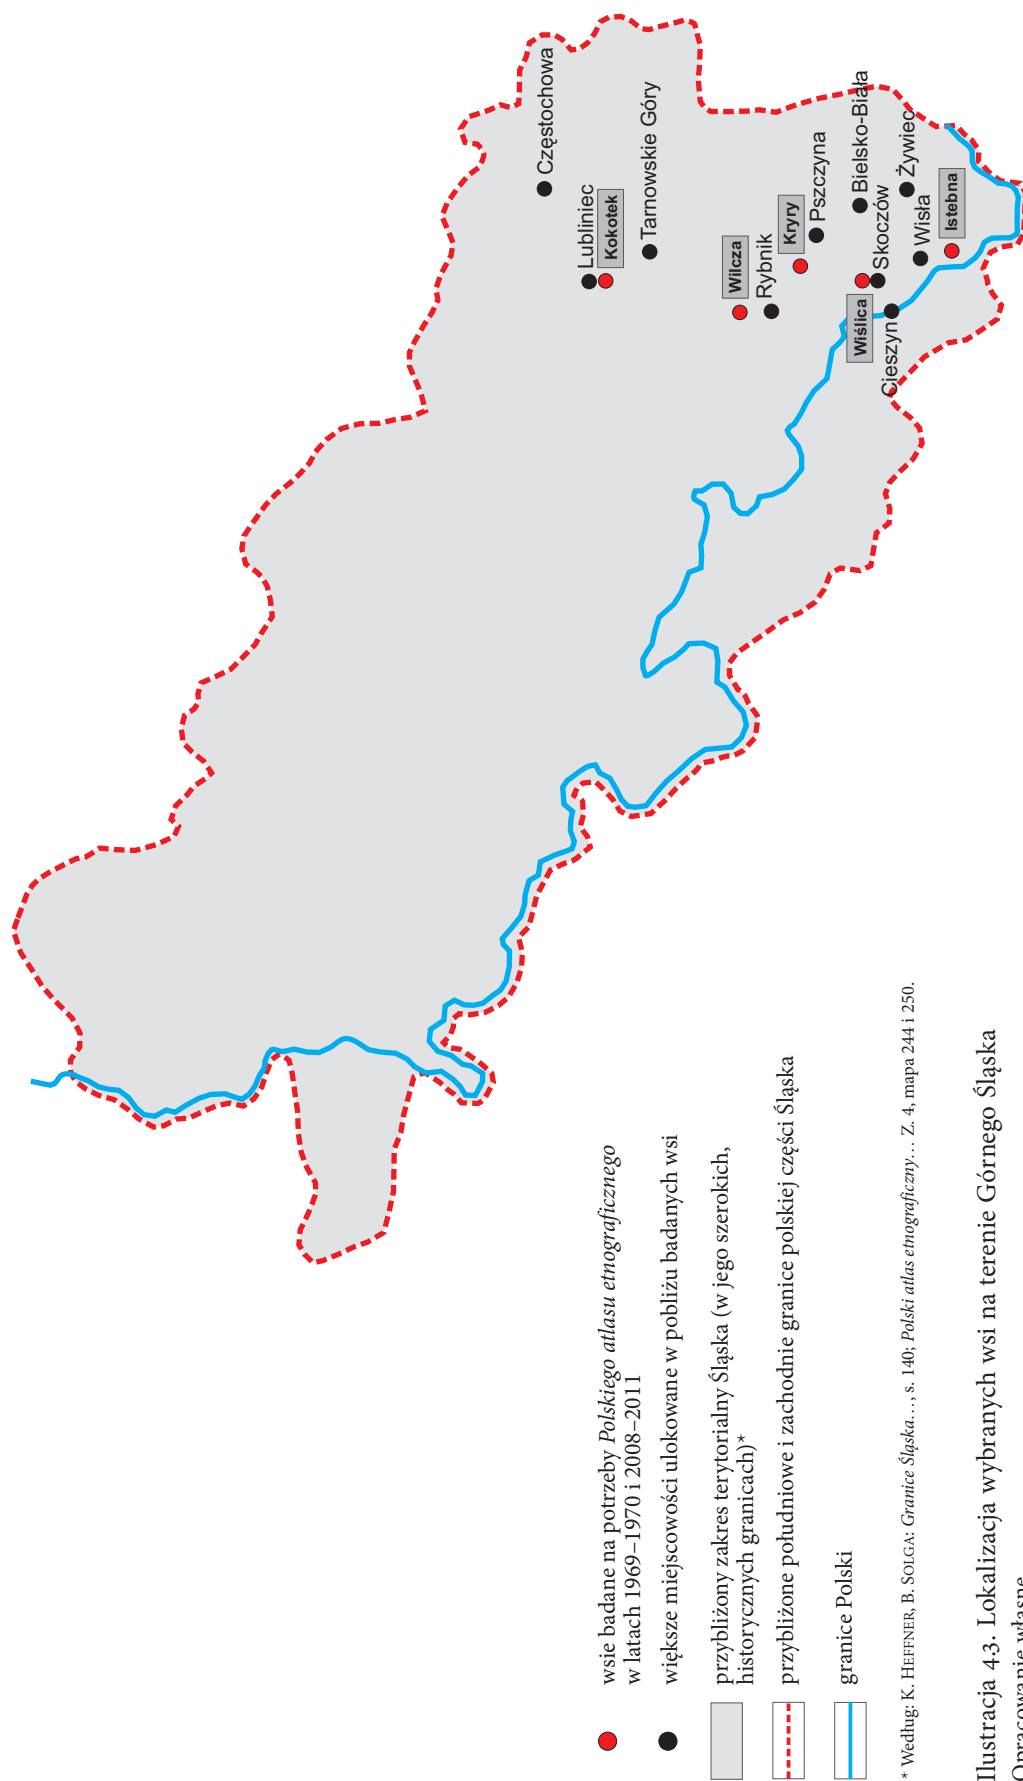 Częstochowa
Lubliniec
Kokotek
Tarnowskie Góry
Wilcza
Rybnik
Kryry
Pszczyna
Bielsko-Biała
Wiślica
Skoczów
Cieszyn
Żywiec
Wisła
Istebna
wsie badane na potrzeby Polskiego atlasu etnograficznego
w latach 1969–1970 i 2008–2011
większe miejscowości ulokowane w pobliżu badanych wsi
przybliżony zakres terytorialny Śląska (w jego szerokich,
historycznych granicach)*
przybliżone południowe i zachodnie granice polskiej części Śląska
granice Polski
* Według: K. HEFFNER, B. SOLGA: Granice Śląska…, s. 140; Polski atlas etnograficzny… Z. 4, mapa 244 i 250.
Ilustracja 4.3. Lokalizacja wybranych wsi na terenie Górnego Śląska
Opracowanie własne